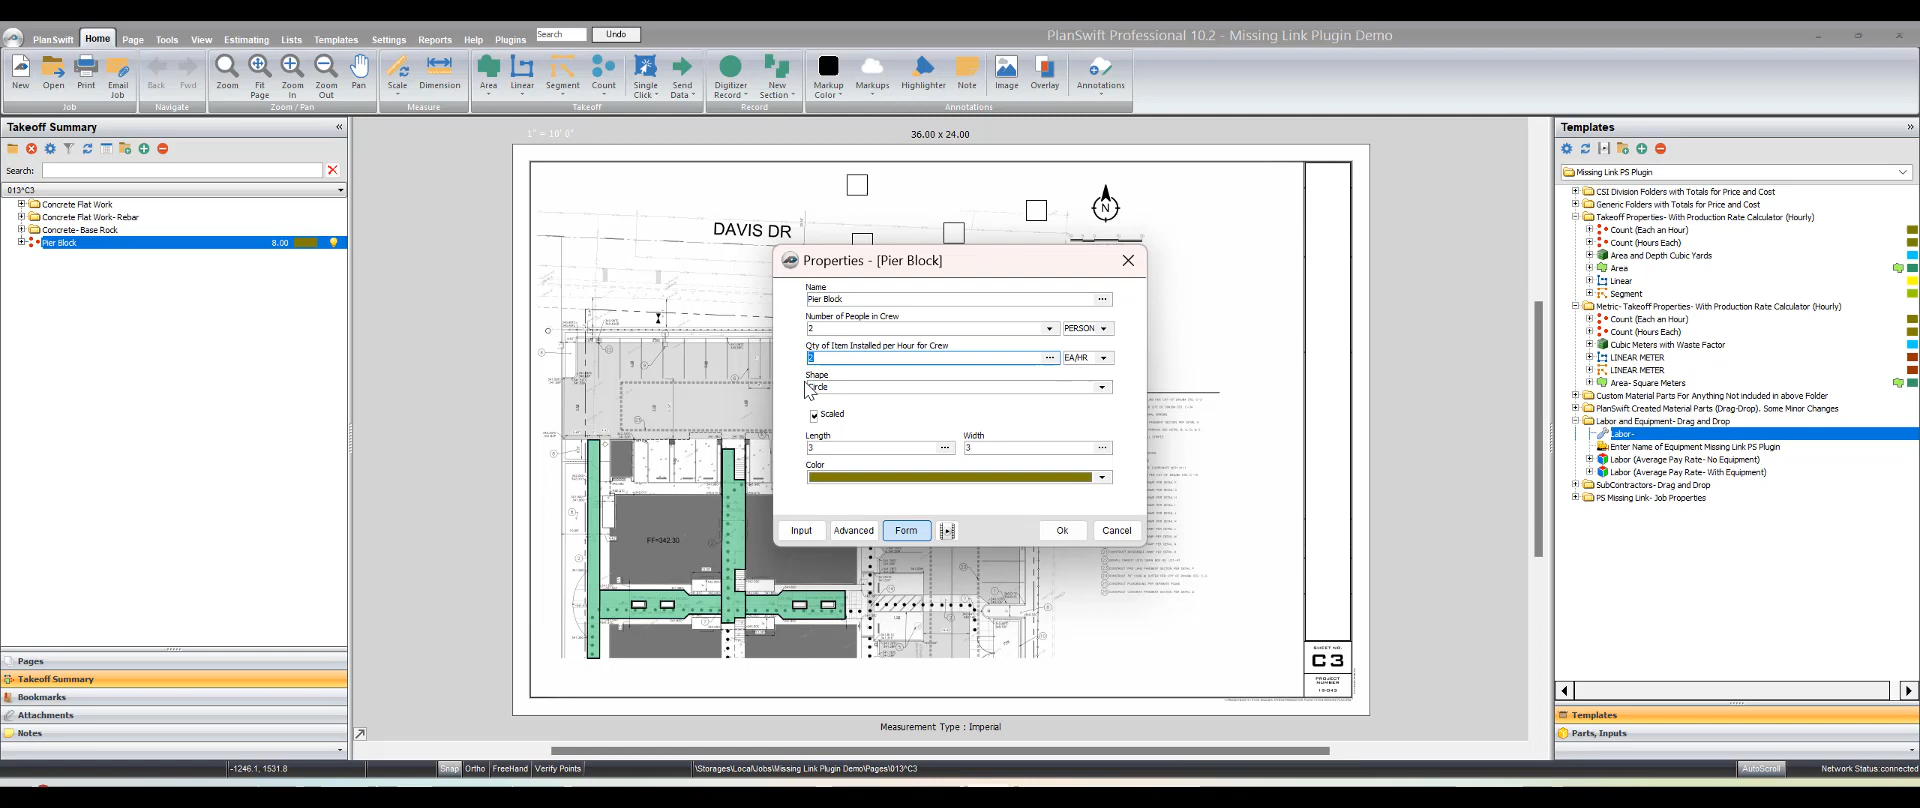 PlanSwift Home Page Tools View Estimating Lists Templates Settings Reports Help Plugins Search Undo
PlanSwift Professional 10.2 - Missing Link Plugin Demo
New Open Print Email Job Back Fwd Zoom Fit Page Zoom In Zoom Out Pan Scale Dimension Area Linear Segment Count Single Click Send Data Digitizer Record New Section Markup Color Markups Highlighter Note Image Overlay Annotations
Job Navigate Zoom / Pan Measure Takeoff Record Annotations
Takeoff Summary
Search:
013^C3
Concrete Flat Work
Concrete Flat Work- Rebar
Concrete- Base Rock
Pier Block 8.00
Pages
Takeoff Summary
Bookmarks
Attachments
Notes
1" = 10' 0"
36.00 x 24.00
DAVIS DR
N
FF=342.30
SHEET NO.
C3
PROJECT
NUMBER
Measurement Type : Imperial
Properties - [Pier Block]
Name
Pier Block
Number of People in Crew
2 PERSON
Qty of Item Installed per Hour for Crew
2 EA/HR
Shape
Circle
Scaled
Length Width
3 3
Color
Input Advanced Form Ok Cancel
Templates
Missing Link PS Plugin
CSI Division Folders with Totals for Price and Cost
Generic Folders with Totals for Price and Cost
Takeoff Properties- With Production Rate Calculator (Hourly)
Count (Each an Hour)
Count (Hours Each)
Area and Depth Cubic Yards
Area
Linear
Segment
Metric- Takeoff Properties- With Production Rate Calculator (Hourly)
Count (Each an Hour)
Count (Hours Each)
Cubic Meters with Waste Factor
LINEAR METER
LINEAR METER
Area- Square Meters
Custom Material Parts For Anything Not included in above Folder
PlanSwift Created Material Parts (Drag-Drop). Some Minor Changes
Labor and Equipment- Drag and Drop
Labor-
Enter Name of Equipment Missing Link PS Plugin
Labor (Average Pay Rate- No Equipment)
Labor (Average Pay Rate- With Equipment)
SubContractors- Drag and Drop
PS Missing Link- Job Properties
Templates
Parts, Inputs
-1246.1, 1531.8 Snap Ortho FreeHand Verify Points \Storages\Local\Jobs\Missing Link Plugin Demo\Pages\013^C3 AutoScroll Network Status:connected